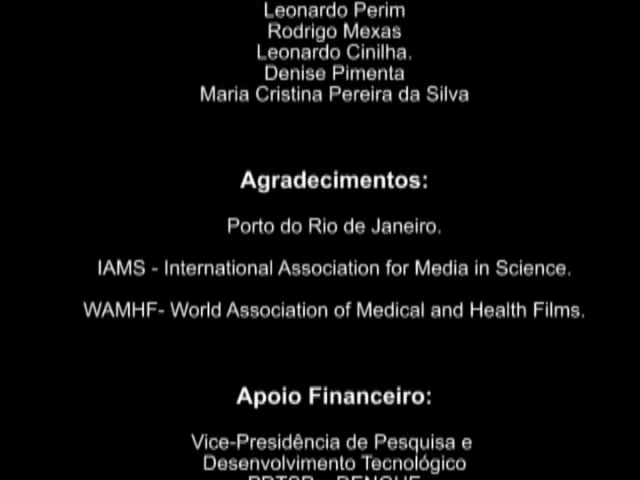 Leonardo Perim
Rodrigo Mexas
Leonardo Cinilha.
Denise Pimenta
Maria Cristina Pereira da Silva
Agradecimentos:
Porto do Rio de Janeiro.
IAMS - International Association for Media in Science.
WAMHF- World Association of Medical and Health Films.
Apoio Financeiro:
Vice-Presidência de Pesquisa e
Desenvolvimento Tecnológico